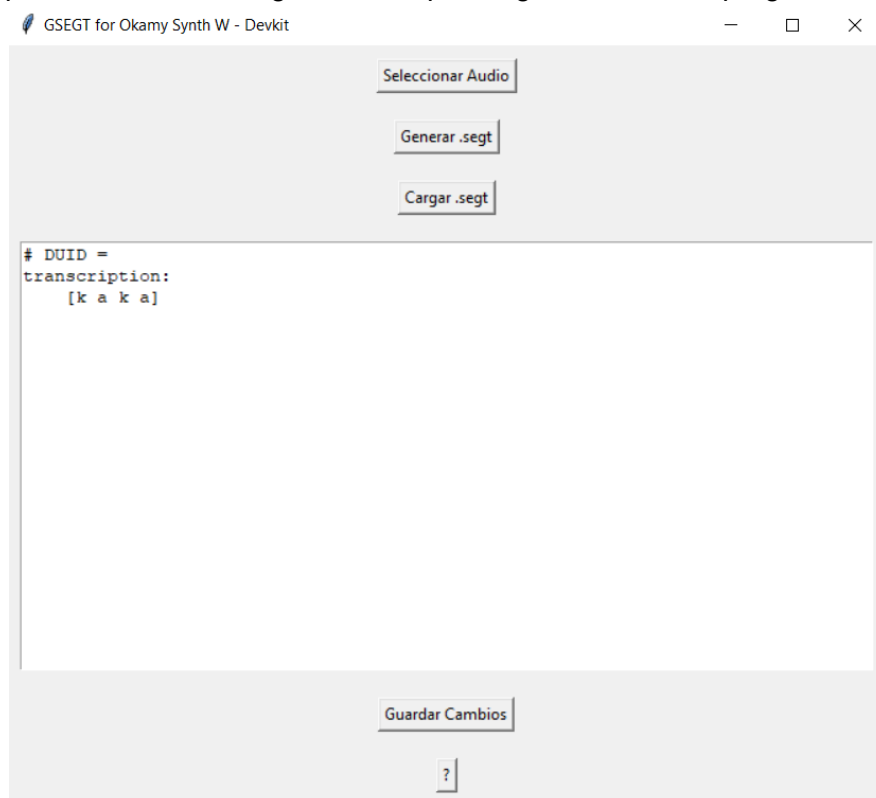 GSEGT for Okamy Synth W - Devkit
Seleccionar Audio
Generar .segt
Cargar .segt
# DUID =
transcription:
[k a k a]
Guardar Cambios
?